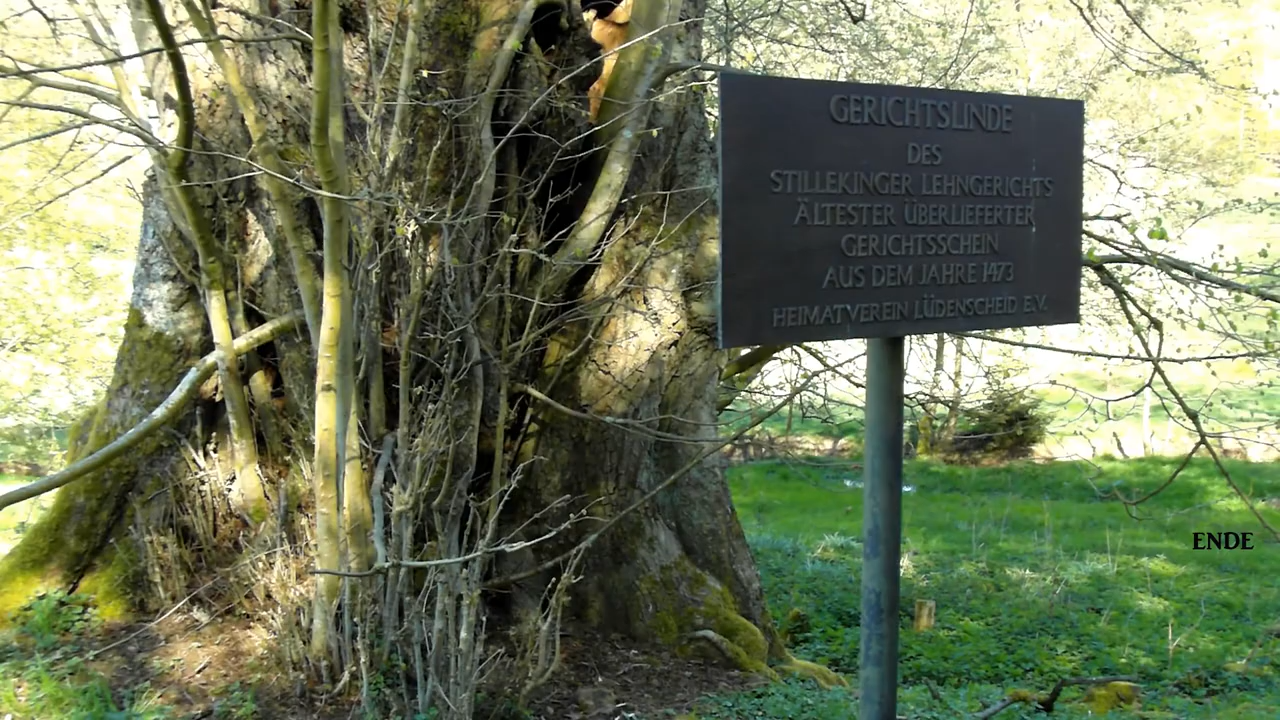 GERICHTSLINDE
DES
STILLEKINGER LEHNGERICHTS
ÄLTESTER ÜBERLIEFERTER
GERICHTSSCHEIN
AUS DEM JAHRE 1473
HEIMATVEREIN LÜDENSCHEID E.V.
ENDE